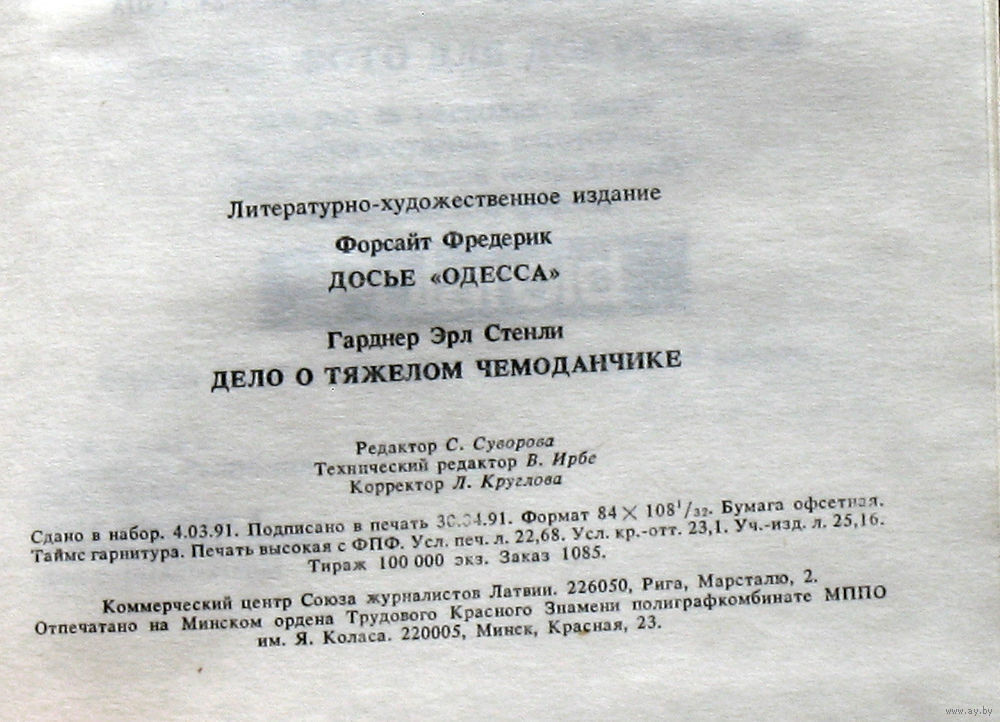 Литературно-художественное издание
Форсайт Фредерик
ДОСЬЕ «ОДЕССА»
Гарднер Эрл Стенли
ДЕЛО О ТЯЖЕЛОМ ЧЕМОДАНЧИКЕ
Редактор С. Суворова
Технический редактор В. Ирбе
Корректор Л. Круглова
Сдано в набор. 4.03.91. Подписано в печать 30.04.91. Формат 84 × 108¹/₃₂. Бумага офсетная.
Таймс гарнитура. Печать высокая с ФПФ. Усл. печ. л. 22,68. Усл. кр.-отт. 23,1. Уч.-изд. л. 25,16.
Тираж 100 000 экз. Заказ 1085.
Коммерческий центр Союза журналистов Латвии. 226050, Рига, Марсталю, 2.
Отпечатано на Минском ордена Трудового Красного Знамени полиграфкомбинате МППО
им. Я. Коласа. 220005, Минск, Красная, 23.
www.ay.by